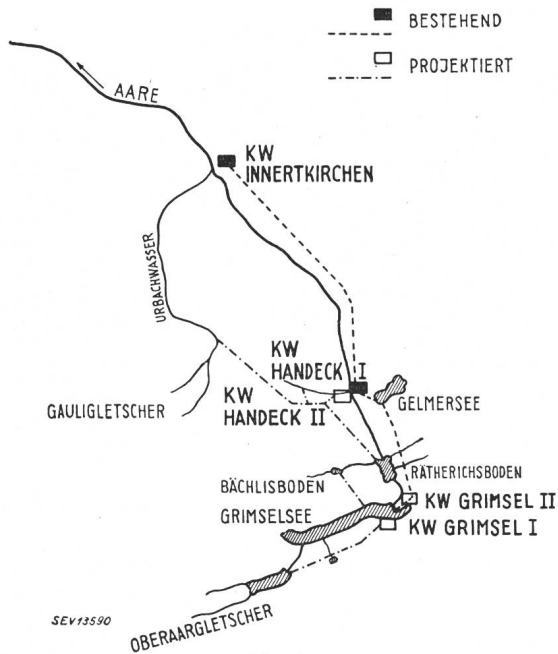 BESTEHEND
PROJEKTIERT
AARE
KW
INNERTKIRCHEN
URBACHWASSER
KW
HANDECK I
KW
HANDECK II
GAULIGLETSCHER
GELMERSEE
RÄTHERICHSBODEN
BÄCHLISBODEN
GRIMSELSEE
KW GRIMSEL II
KW GRIMSEL I
OBERAARGLETSCHER
SEV13590